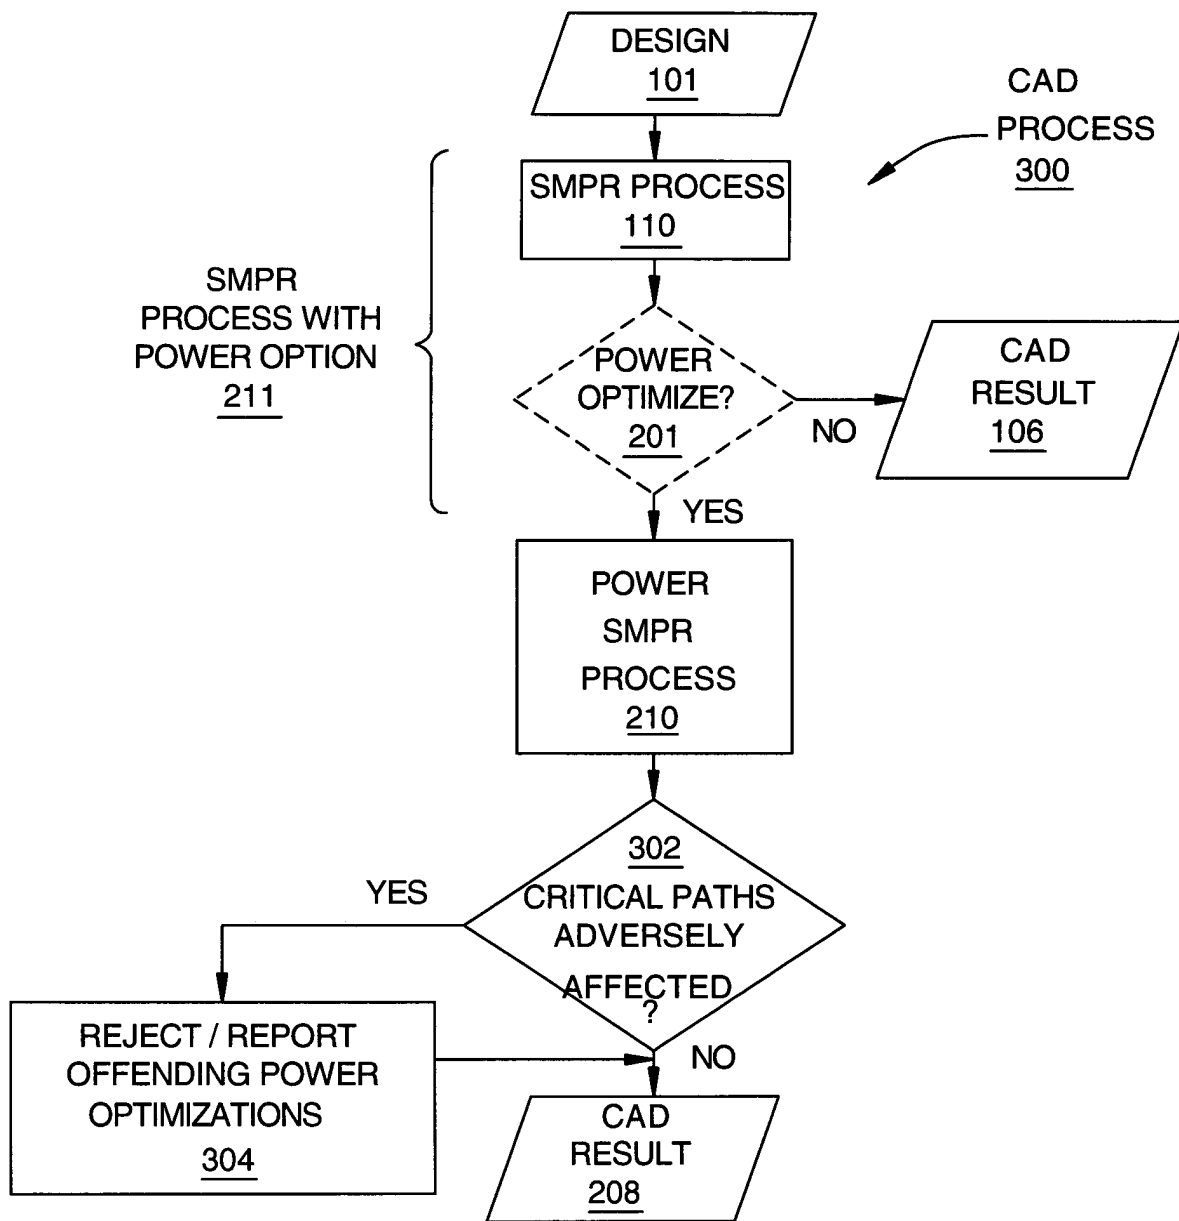 DESIGN
101
CAD
PROCESS
300
SMPR PROCESS
110
SMPR
PROCESS WITH
POWER OPTION
211
POWER
OPTIMIZE?
201
NO
CAD
RESULT
106
YES
POWER
SMPR
PROCESS
210
302
CRITICAL PATHS
ADVERSELY
AFFECTED
?
YES
NO
REJECT / REPORT
OFFENDING POWER
OPTIMIZATIONS
304
CAD
RESULT
208